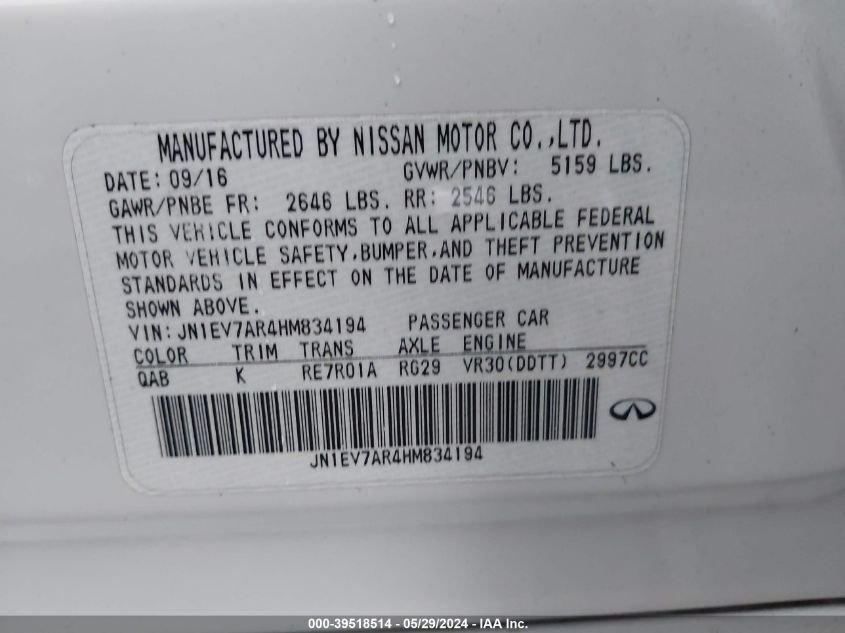 MANUFACTURED BY NISSAN MOTOR CO.,LTD.
DATE: 09/16 GVWR/PNBV: 5159 LBS.
GAWR/PNBE FR: 2646 LBS. RR: 2546 LBS.
THIS VEHICLE CONFORMS TO ALL APPLICABLE FEDERAL
MOTOR VEHICLE SAFETY,BUMPER,AND THEFT PREVENTION
STANDARDS IN EFFECT ON THE DATE OF MANUFACTURE
SHOWN ABOVE.
VIN: JN1EV7AR4HM834194 PASSENGER CAR
COLOR TRIM TRANS AXLE ENGINE
QAB K RE7R01A RG29 VR30(DDTT) 2997CC
JN1EV7AR4HM834194
000-39518514 - 05/29/2024 - IAA Inc.